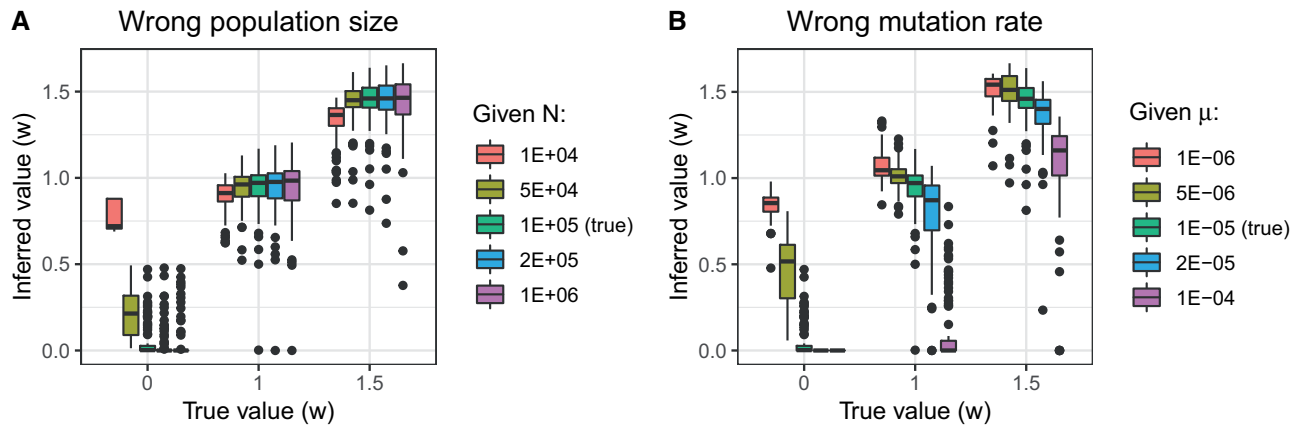 A
Wrong population size
Inferred value (w)
1.5
1.0
0.5
0.0
0
1
1.5
True value (w)
Given N:
1E+04
5E+04
1E+05 (true)
2E+05
1E+06
B
Wrong mutation rate
Inferred value (w)
1.5
1.0
0.5
0.0
0
1
1.5
True value (w)
Given μ:
1E−06
5E−06
1E−05 (true)
2E−05
1E−04